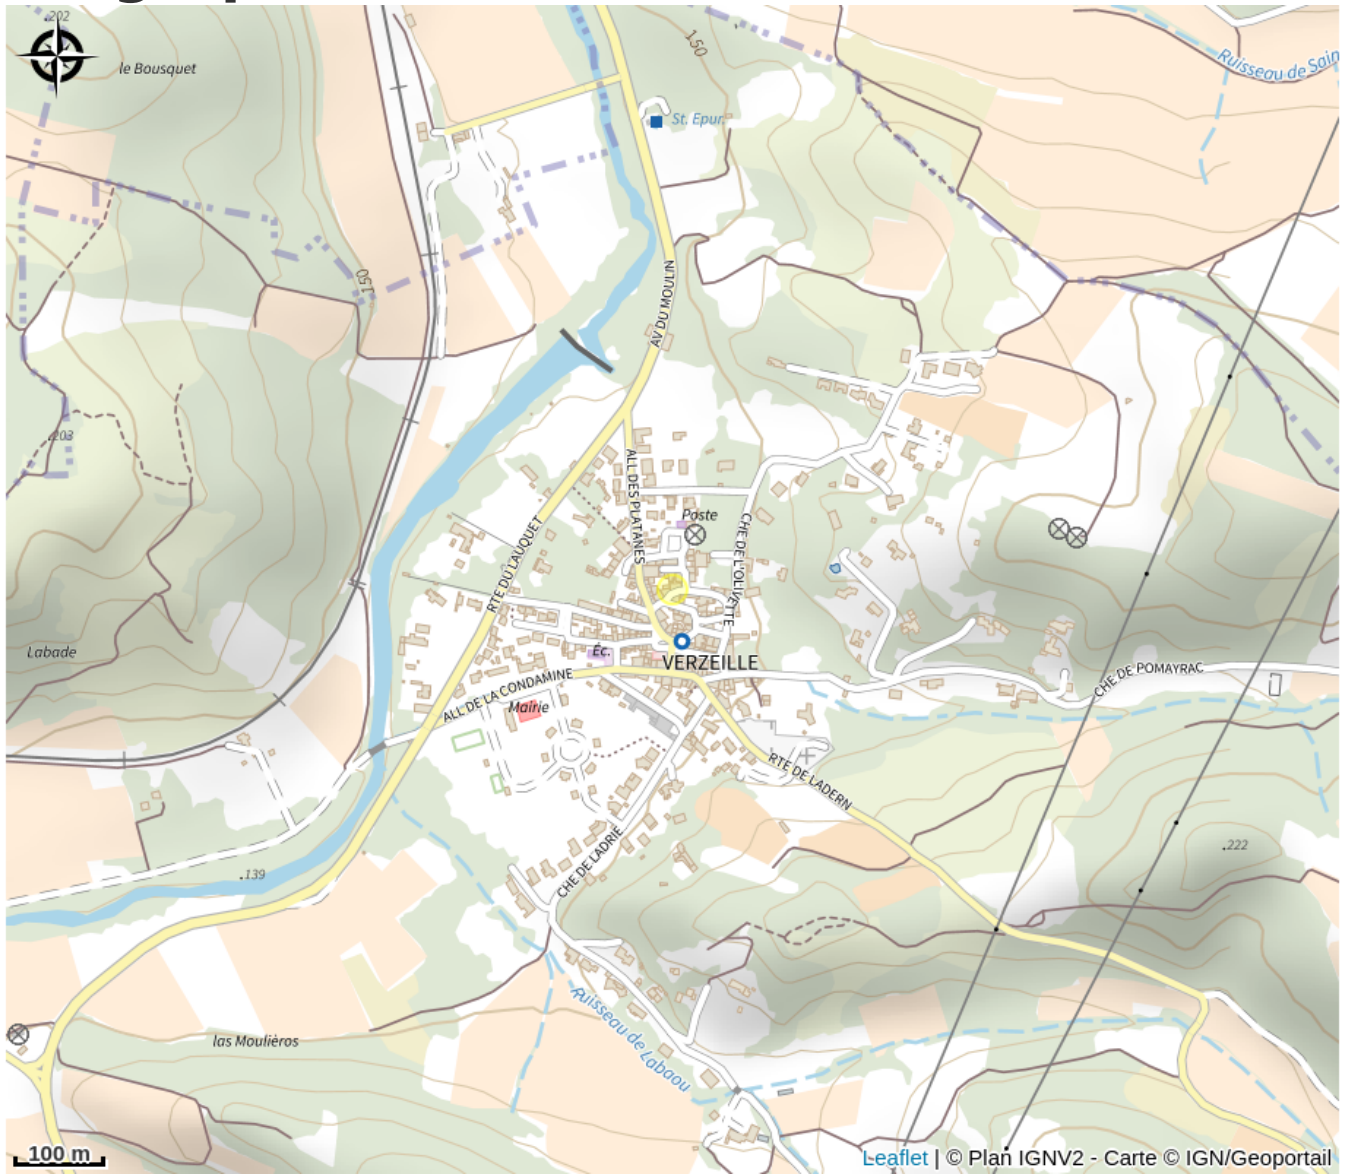 202
le Bousquet
150
Ruisseau de Sain
St. Epur.
150
AV DU MOULIN
203
ALL DES PLATANES
Poste
CHE DE L'OLIVETTE
RTE DU LAUQUET
Labade
Éc.
VERZEILLE
ALL DE LA CONDAMINE
Mairie
CHE DE POMAYRAC
RTE DE LADERN
CHE DE LADRIE
222
139
Ruisseau de Labaou
las Moulièros
100 m
Leaflet | © Plan IGNV2 - Carte © IGN/Geoportail